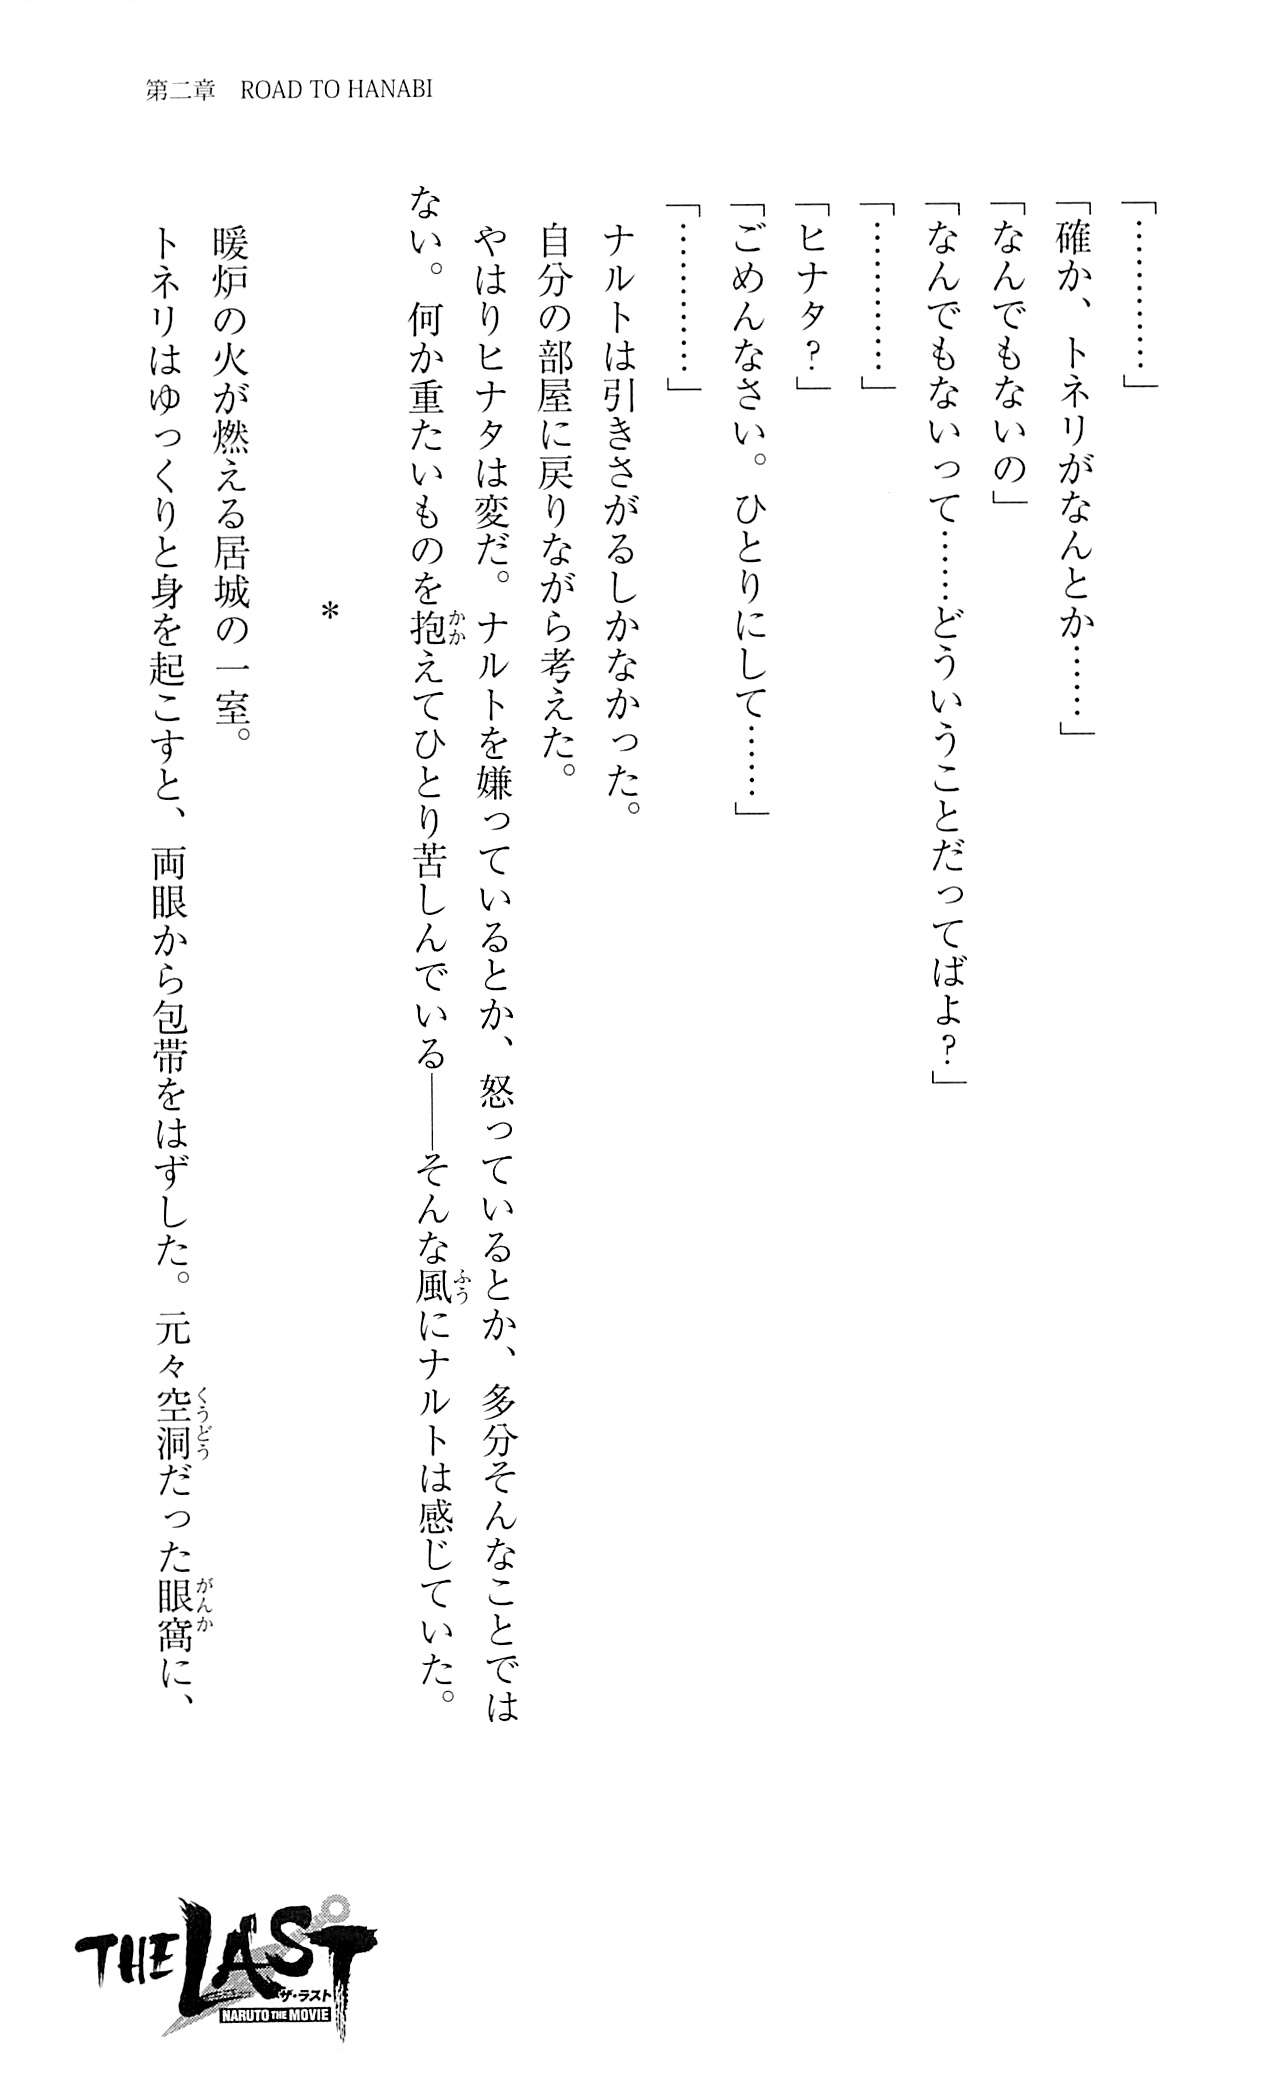 第二章　ROAD TO HANABI
「…………」
「確か、トネリがなんとか……」
「なんでもないの」
「なんでもないって……どういうことだってばよ？」
「…………」
「ヒナタ？」
「ごめんなさい。ひとりにして……」
「…………」
ナルトは引きさがるしかなかった。
自分の部屋に戻りながら考えた。
やはりヒナタは変だ。ナルトを嫌っているとか、怒っているとか、多分そんなことでは
ない。何か重たいものを抱えてひとり苦しんでいる――そんな風にナルトは感じていた。
かか
ふう
＊
暖炉の火が燃える居城の一室。
トネリはゆっくりと身を起こすと、両眼から包帯をはずした。元々空洞だった眼窩に、
くうどう
がんか
THE LAST
ザ・ラスト
NARUTO THE MOVIE